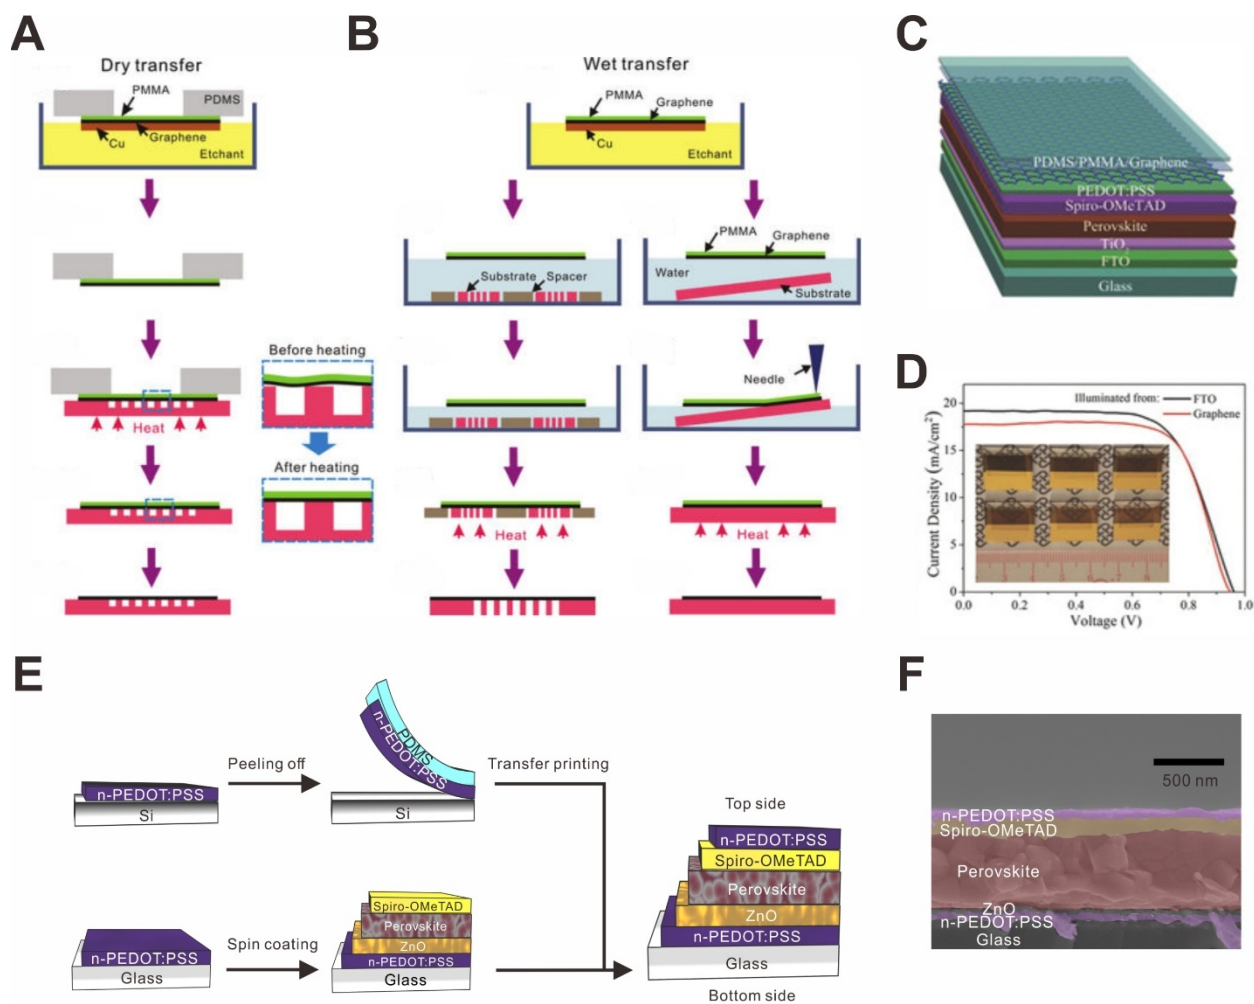 A
Dry transfer
PMMA
PDMS
Graphene
Cu
Etchant
Heat
Before heating
After heating
B
Wet transfer
PMMA
Graphene
Cu
Etchant
Substrate
Spacer
PMMA
Graphene
Water
Substrate
Needle
Heat
Heat
C
PDMS/PMMA/Graphene
PEDOT:PSS
Spiro-OMeTAD
Perovskite
TiO2
FTO
Glass
D
Illuminated from:
FTO
Graphene
20
15
10
5
0
0.0
0.2
0.4
0.6
0.8
1.0
Current Density (mA/cm²)
Voltage (V)
E
n-PEDOT:PSS
Si
Peeling off
PDMS
n-PEDOT:PSS
Si
Transfer printing
n-PEDOT:PSS
Glass
Spin coating
Spiro-OMeTAD
Perovskite
ZnO
n-PEDOT:PSS
Glass
Top side
n-PEDOT:PSS
Spiro-OMeTAD
Perovskite
ZnO
n-PEDOT:PSS
Glass
Bottom side
F
500 nm
n-PEDOT:PSS
Spiro-OMeTAD
Perovskite
ZnO
n-PEDOT:PSS
Glass